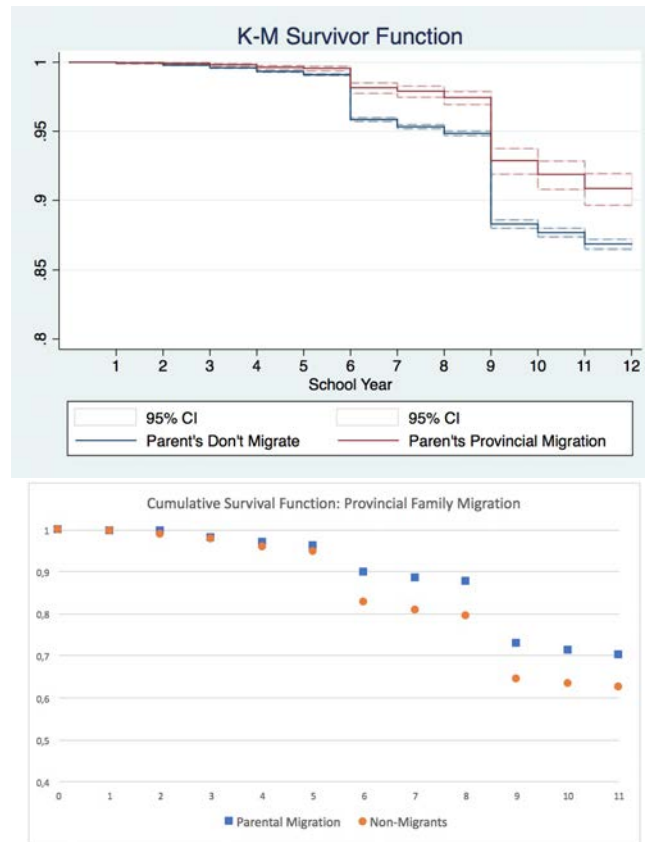 K-M Survivor Function
1
.95
.9
.85
.8
1 2 3 4 5 6 7 8 9 10 11 12
School Year
95% CI 95% CI
Parent's Don't Migrate Paren'ts Provincial Migration
Cumulative Survival Function: Provincial Family Migration
1
0,9
0,8
0,7
0,6
0,5
0,4
0 1 2 3 4 5 6 7 8 9 10 11
Parental Migration Non-Migrants